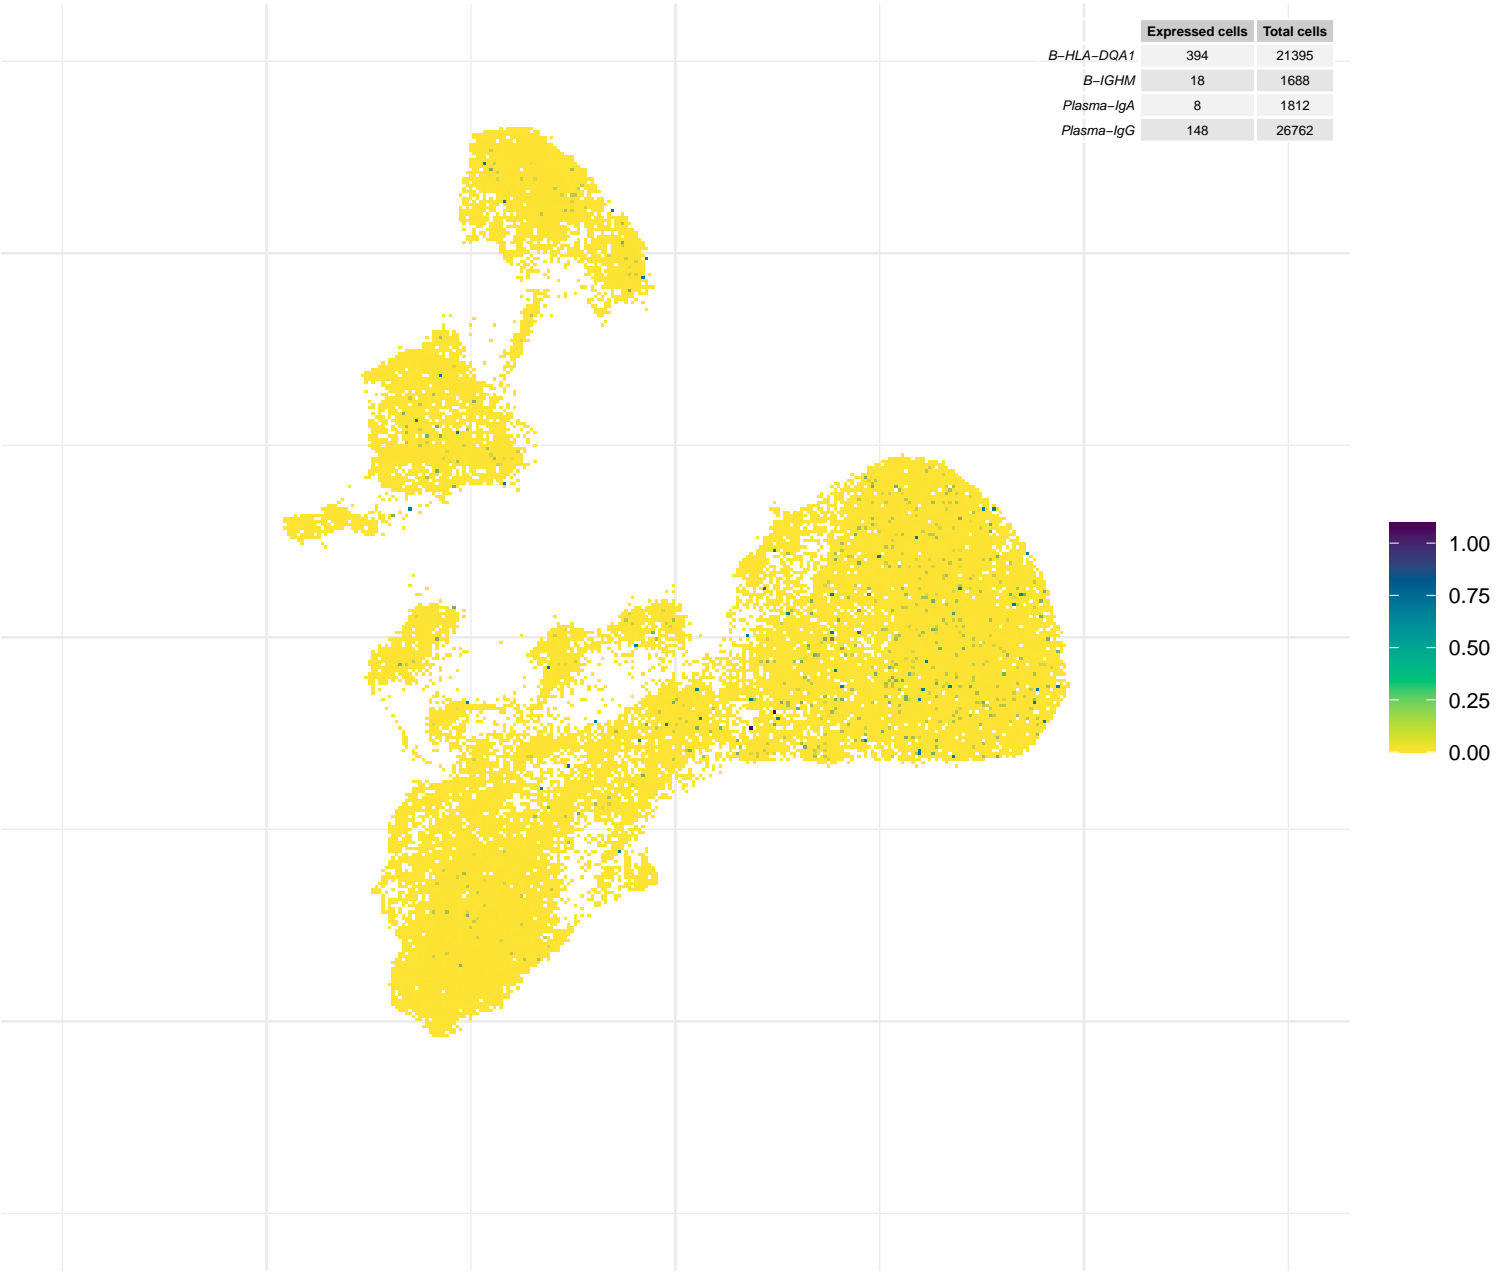 Expressed cells Total cells
B−HLA−DQA1 394 21395
B−IGHM 18 1688
Plasma−IgA 8 1812
Plasma−IgG 148 26762
1.00
0.75
0.50
0.25
0.00